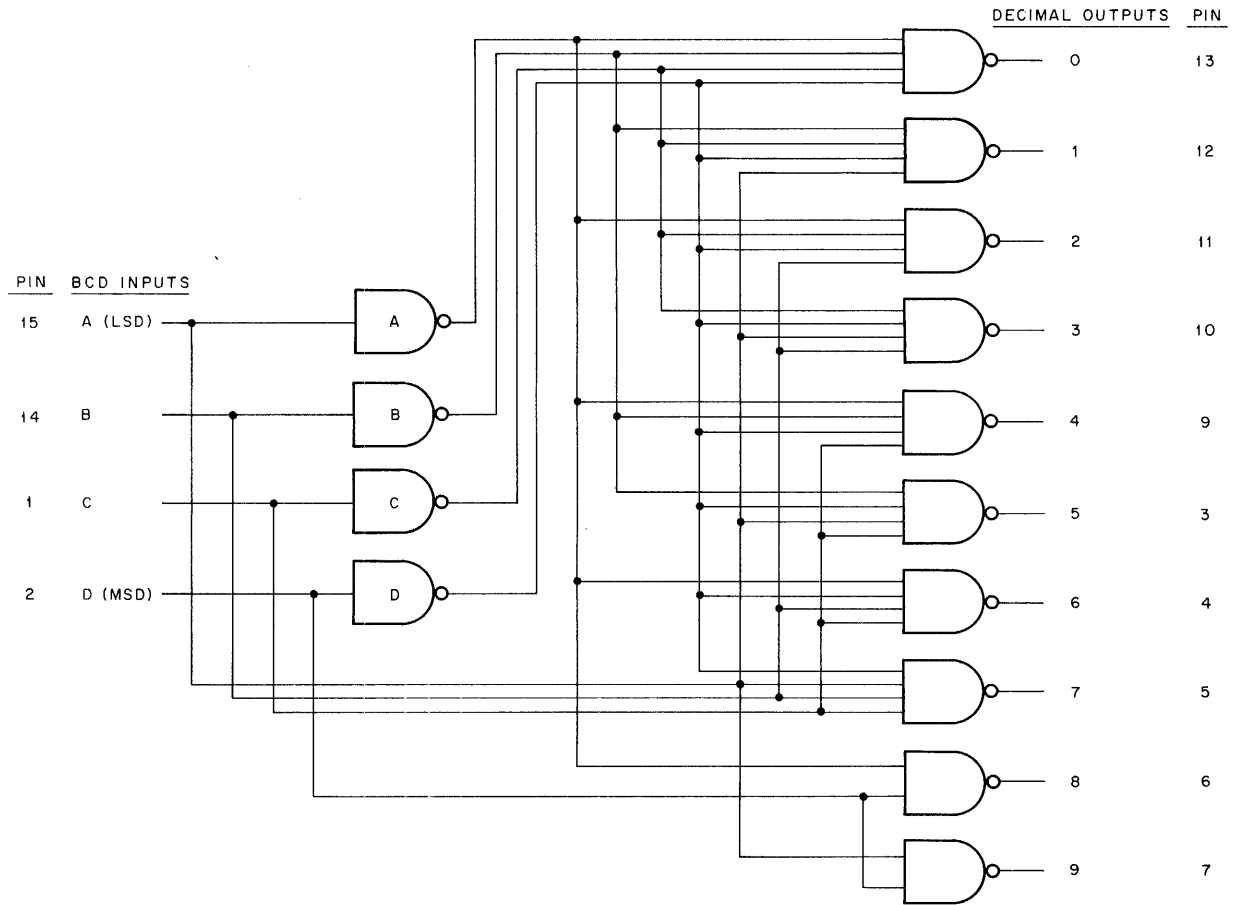 DECIMAL OUTPUTS PIN
0 13
1 12
2 11
PIN BCD INPUTS
15 A (LSD) A 3 10
14 B B 4 9
1 C C 5 3
2 D (MSD) D 6 4
7 5
8 6
9 7